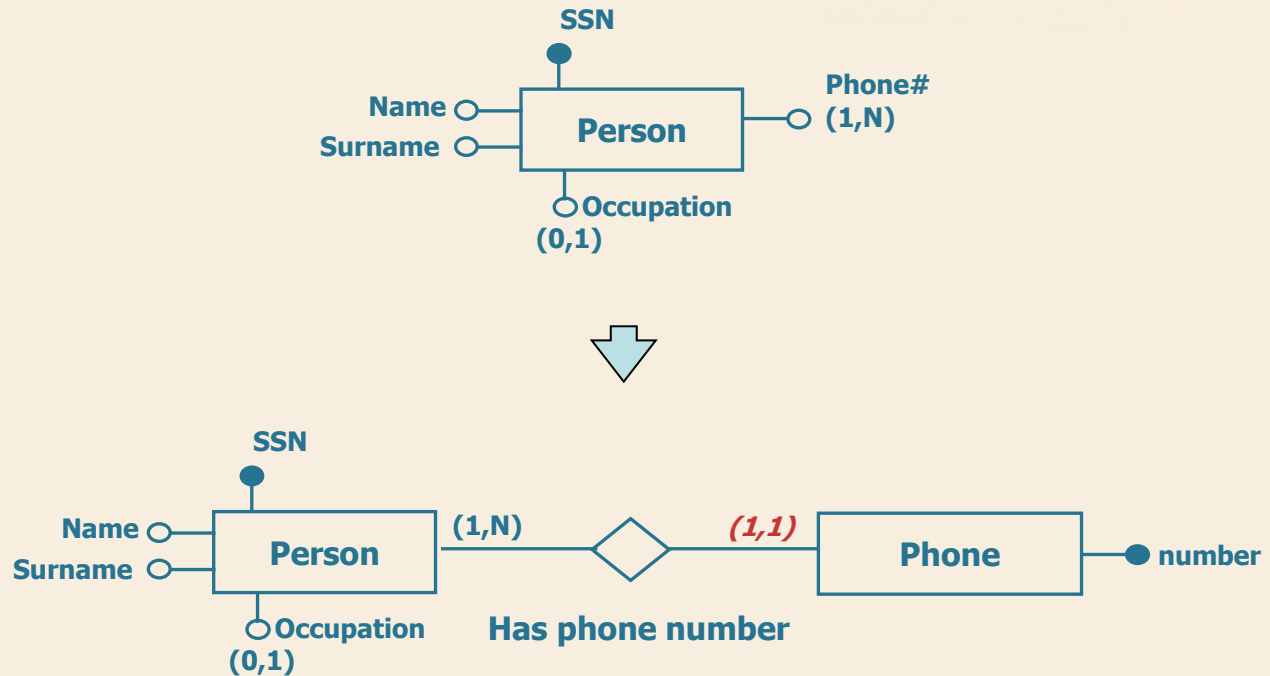 SSN
Phone#
Name
(1,N)
Person
Surname
Occupation
(0,1)
SSN
Name
(1,N)
(1,1)
Person
Phone
number
Surname
Occupation
Has phone number
(0,1)